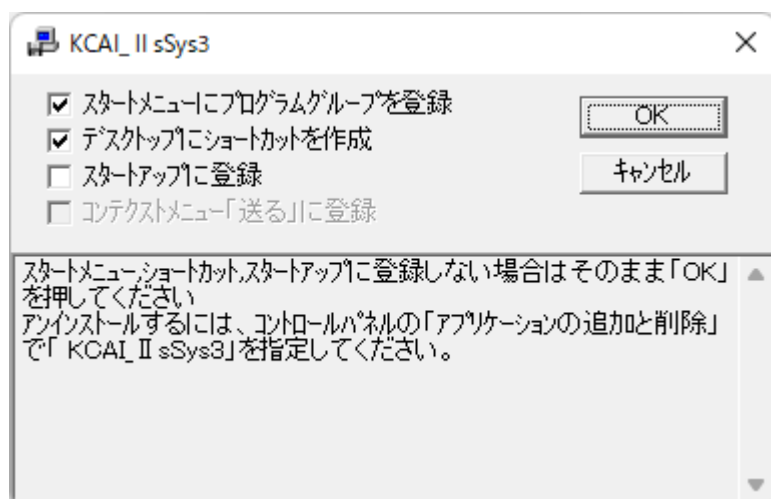 KCAI_ II sSys3
スタートメニューにプログラムグループを登録
デスクトップにショートカットを作成
スタートアップに登録
コンテクストメニュー「送る」に登録
OK
キャンセル
スタートメニュー,ショートカット,スタートアップに登録しない場合はそのまま「OK」
を押してください
アンインストールするには、コントロールパネルの「アプリケーションの追加と削除」
で「 KCAI_ II sSys3」を指定してください。